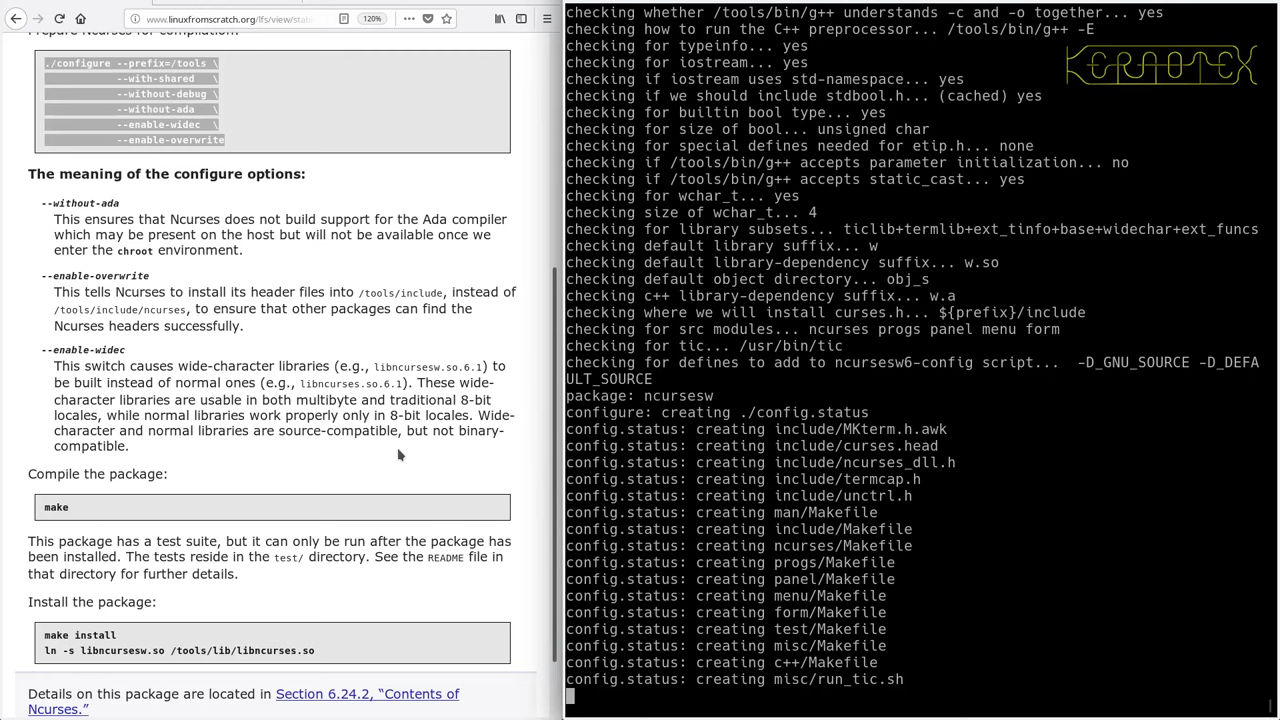 www.linuxfromscratch.org/lfs/view/stab
120%
Prepare Ncurses for compilation:
./configure --prefix=/tools \
--with-shared \
--without-debug \
--without-ada \
--enable-widec \
--enable-overwrite
The meaning of the configure options:
--without-ada
This ensures that Ncurses does not build support for the Ada compiler
which may be present on the host but will not be available once we
enter the chroot environment.
--enable-overwrite
This tells Ncurses to install its header files into /tools/include, instead of
/tools/include/ncurses, to ensure that other packages can find the
Ncurses headers successfully.
--enable-widec
This switch causes wide-character libraries (e.g., libncursesw.so.6.1) to
be built instead of normal ones (e.g., libncurses.so.6.1). These wide-
character libraries are usable in both multibyte and traditional 8-bit
locales, while normal libraries work properly only in 8-bit locales. Wide-
character and normal libraries are source-compatible, but not binary-
compatible.
Compile the package:
make
This package has a test suite, but it can only be run after the package has
been installed. The tests reside in the test/ directory. See the README file in
that directory for further details.
Install the package:
make install
ln -s libncursesw.so /tools/lib/libncurses.so
Details on this package are located in Section 6.24.2, “Contents of
Ncurses.”
checking whether /tools/bin/g++ understands -c and -o together... yes
checking how to run the C++ preprocessor... /tools/bin/g++ -E
checking for typeinfo... yes
checking for iostream... yes
checking if iostream uses std-namespace... yes
checking if we should include stdbool.h... (cached) yes
checking for builtin bool type... yes
checking for size of bool... unsigned char
checking for special defines needed for etip.h... none
checking if /tools/bin/g++ accepts parameter initialization... no
checking if /tools/bin/g++ accepts static_cast... yes
checking for wchar_t... yes
checking size of wchar_t... 4
checking for library subsets... ticlib+termlib+ext_tinfo+base+widechar+ext_funcs
checking default library suffix... w
checking default library-dependency suffix... w.so
checking default object directory... obj_s
checking c++ library-dependency suffix... w.a
checking where we will install curses.h... ${prefix}/include
checking for src modules... ncurses progs panel menu form
checking for tic... /usr/bin/tic
checking for defines to add to ncursesw6-config script...  -D_GNU_SOURCE -D_DEFA
ULT_SOURCE
package: ncursesw
configure: creating ./config.status
config.status: creating include/MKterm.h.awk
config.status: creating include/curses.head
config.status: creating include/ncurses_dll.h
config.status: creating include/termcap.h
config.status: creating include/unctrl.h
config.status: creating man/Makefile
config.status: creating include/Makefile
config.status: creating ncurses/Makefile
config.status: creating progs/Makefile
config.status: creating panel/Makefile
config.status: creating menu/Makefile
config.status: creating form/Makefile
config.status: creating test/Makefile
config.status: creating misc/Makefile
config.status: creating c++/Makefile
config.status: creating misc/run_tic.sh